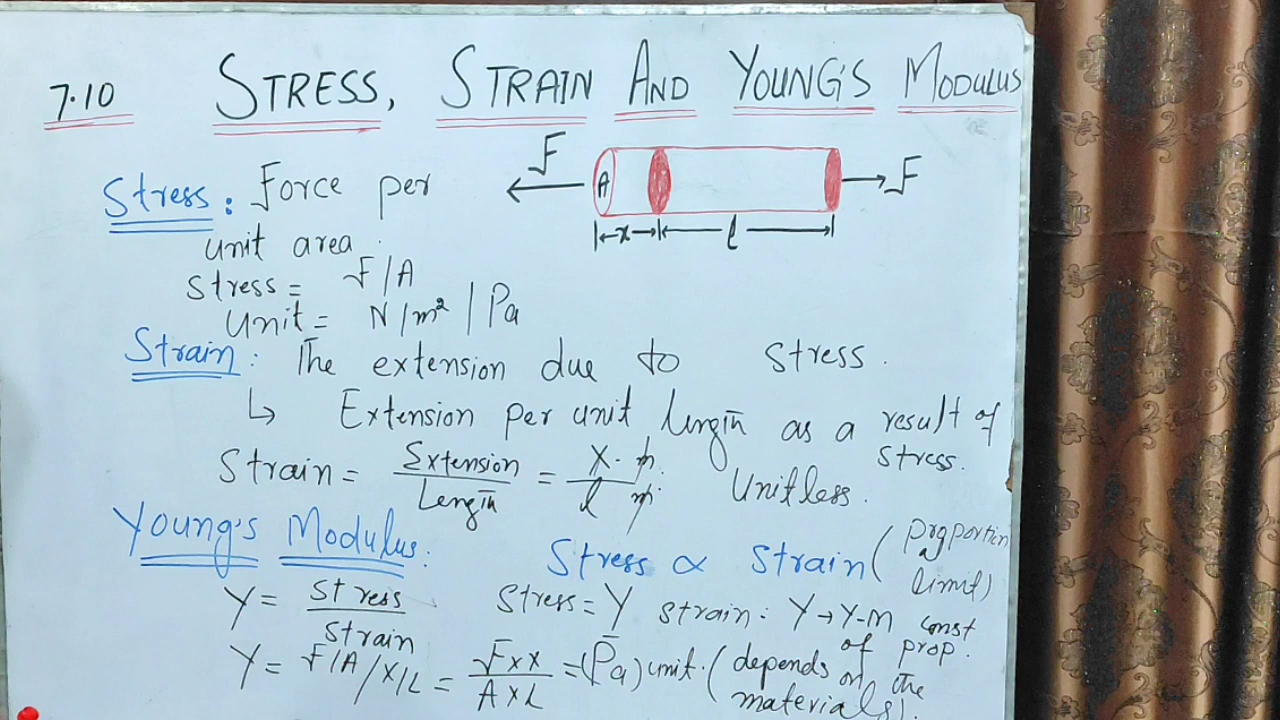 7.10 STRESS, STRAIN AND YOUNG'S MODULUS
F
A
F
x
l
Stress: Force per
unit area.
Stress = F/A
Unit = N/m² | Pa
Strain: The extension due to stress.
↳ Extension per unit length as a result of
stress.
Strain = Extension / Length = x / l m / m Unitless.
Young's Modulus:
Stress ∝ Strain (proportion
limit)
Y = Stress / Strain
Stress = Y strain: Y→Y-M const
of prop.
Y = F/A / x/L = F x x / A x L = (Pa) unit. (depends on the
materials).